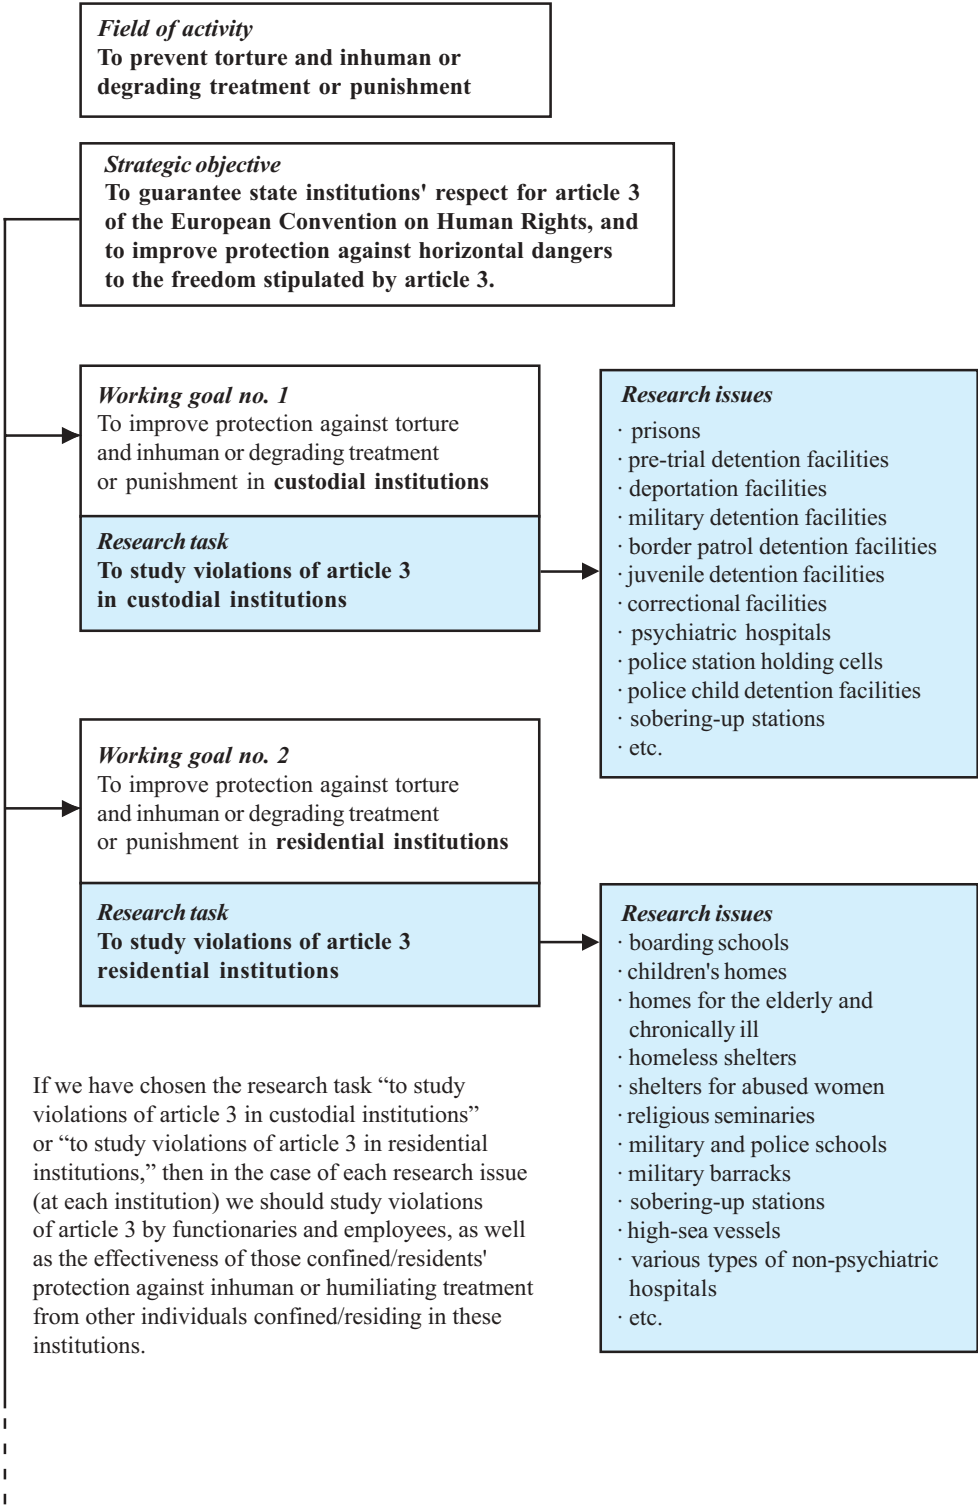 Field of activity
To prevent torture and inhuman or
degrading treatment or punishment
Strategic objective
To guarantee state institutions' respect for article 3
of the European Convention on Human Rights, and
to improve protection against horizontal dangers
to the freedom stipulated by article 3.
Working goal no. 1
To improve protection against torture
and inhuman or degrading treatment
or punishment in custodial institutions
Research task
To study violations of article 3
in custodial institutions
Research issues
· prisons
· pre-trial detention facilities
· deportation facilities
· military detention facilities
· border patrol detention facilities
· juvenile detention facilities
· correctional facilities
· psychiatric hospitals
· police station holding cells
· police child detention facilities
· sobering-up stations
· etc.
Working goal no. 2
To improve protection against torture
and inhuman or degrading treatment
or punishment in residential institutions
Research task
To study violations of article 3
residential institutions
Research issues
· boarding schools
· children's homes
· homes for the elderly and
chronically ill
· homeless shelters
· shelters for abused women
· religious seminaries
· military and police schools
· military barracks
· sobering-up stations
· high-sea vessels
· various types of non-psychiatric
hospitals
· etc.
If we have chosen the research task “to study
violations of article 3 in custodial institutions”
or “to study violations of article 3 in residential
institutions,” then in the case of each research issue
(at each institution) we should study violations
of article 3 by functionaries and employees, as well
as the effectiveness of those confined/residents'
protection against inhuman or humiliating treatment
from other individuals confined/residing in these
institutions.